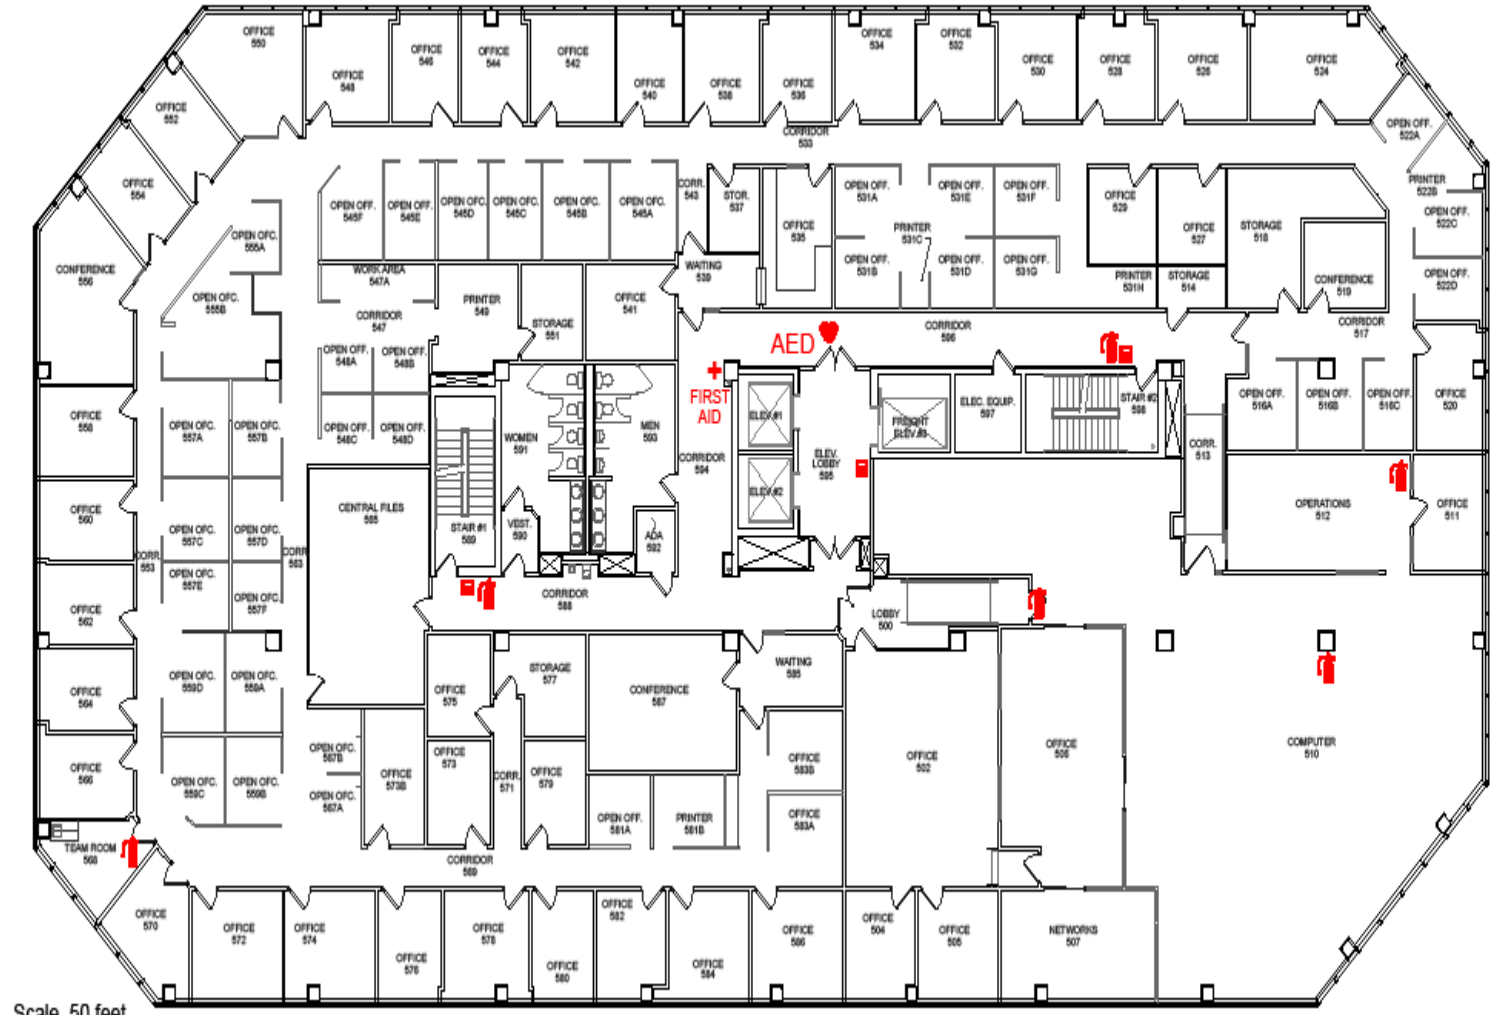 OFFICE
550
OFFICE
548
OFFICE
546
OFFICE
544
OFFICE
542
OFFICE
540
OFFICE
538
OFFICE
536
OFFICE
534
OFFICE
532
OFFICE
530
OFFICE
528
OFFICE
526
OFFICE
524
OFFICE
552
OPEN OFF.
522A
CORRIDOR
533
OFFICE
554
OPEN OFF.
545F
OPEN OFF.
545E
OPEN OFC.
545D
OPEN OFC.
545C
OPEN OFC.
545B
OPEN OFC.
545A
CORR.
543
STOR.
537
OFFICE
535
OPEN OFF.
531A
OPEN OFF.
531E
OPEN OFF.
531F
OFFICE
529
OFFICE
527
STORAGE
518
PRINTER
522B
OPEN OFF.
522C
OPEN OFC.
555A
PRINTER
531C
CONFERENCE
556
WORK AREA
547A
WAITING
539
OPEN OFF.
531B
OPEN OFF.
531D
OPEN OFF.
531G
PRINTER
531H
STORAGE
514
CONFERENCE
519
OPEN OFF.
522D
OPEN OFC.
555B
CORRIDOR
547
PRINTER
549
STORAGE
551
OFFICE
541
AED
CORRIDOR
596
CORRIDOR
517
OPEN OFF.
548A
OPEN OFF.
548B
FIRST
AID
OFFICE
558
OPEN OFC.
557A
OPEN OFC.
557B
OPEN OFF.
548C
OPEN OFF.
548D
WOMEN
591
MEN
593
ELEV.#1
FREIGHT
ELEV.#3
ELEC. EQUIP.
597
STAIR #2
598
OPEN OFF.
516A
OPEN OFF.
516B
OPEN OFF.
516C
OFFICE
520
CORRIDOR
594
ELEV.
LOBBY
595
CORR.
513
ELEV.#2
OFFICE
560
OPEN OFC.
557C
OPEN OFC.
557D
CENTRAL FILES
565
STAIR #1
589
VEST.
590
ADA
592
OPERATIONS
512
OFFICE
511
CORR.
553
CORR.
563
OPEN OFC.
557E
OPEN OFC.
557F
CORRIDOR
588
OFFICE
562
LOBBY
500
OFFICE
564
OPEN OFC.
559D
OPEN OFC.
559A
OFFICE
575
STORAGE
577
CONFERENCE
587
WAITING
585
OFFICE
566
OPEN OFC.
559C
OPEN OFC.
559B
OPEN OFC.
567B
OPEN OFC.
567A
OFFICE
573B
OFFICE
573
CORR.
571
OFFICE
579
OFFICE
583B
OFFICE
502
OFFICE
506
COMPUTER
510
OPEN OFF.
581A
PRINTER
581B
OFFICE
583A
TEAM ROOM
568
CORRIDOR
569
OFFICE
570
OFFICE
572
OFFICE
574
OFFICE
576
OFFICE
578
OFFICE
580
OFFICE
582
OFFICE
584
OFFICE
586
OFFICE
504
OFFICE
505
NETWORKS
507
Scale 50 feet